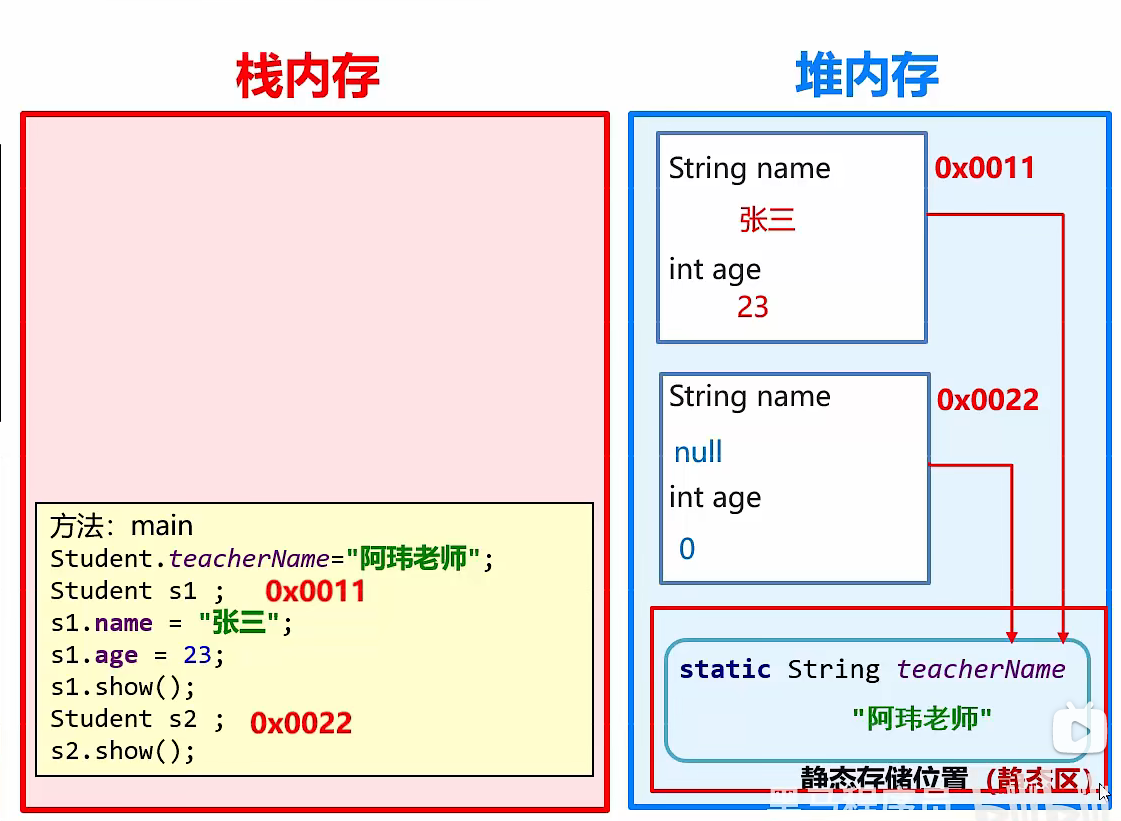 栈内存
堆内存
方法：main
Student.teacherName="阿玮老师";
Student s1 ; 0x0011
s1.name = "张三";
s1.age = 23;
s1.show();
Student s2 ; 0x0022
s2.show();
String name
0x0011
张三
int age
23
String name
0x0022
null
int age
0
static String teacherName
"阿玮老师"
静态存储位置（静态区）